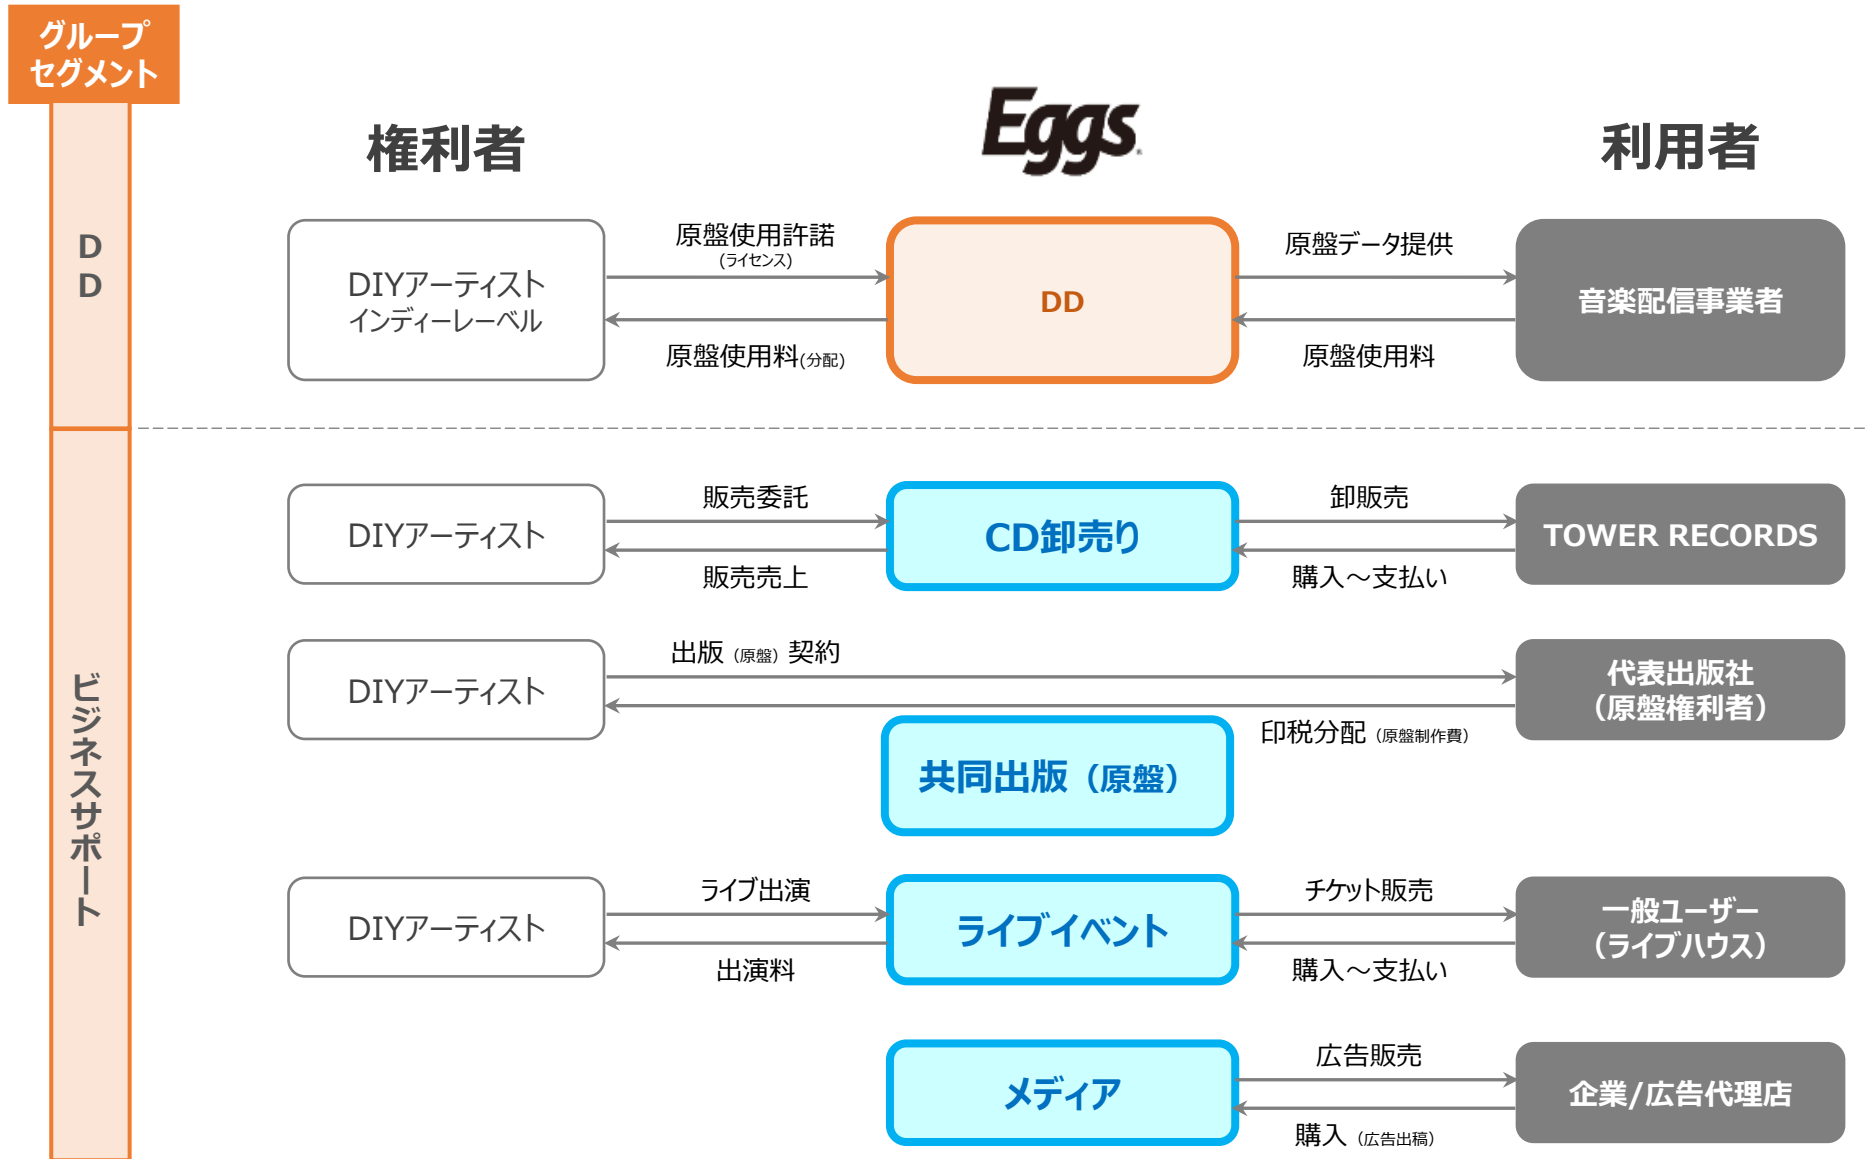 グループ
セグメント
権利者
Eggs
利用者
DD
DIYアーティスト
インディーレーベル
原盤使用許諾
(ライセンス)
原盤使用料(分配)
DD
原盤データ提供
原盤使用料
音楽配信事業者
ビジネスサポート
DIYアーティスト
販売委託
販売売上
CD卸売り
卸販売
購入～支払い
TOWER RECORDS
DIYアーティスト
出版（原盤）契約
印税分配（原盤制作費）
共同出版（原盤）
代表出版社
（原盤権利者）
DIYアーティスト
ライブ出演
出演料
ライブイベント
チケット販売
購入～支払い
一般ユーザー
（ライブハウス）
メディア
広告販売
購入（広告出稿）
企業/広告代理店